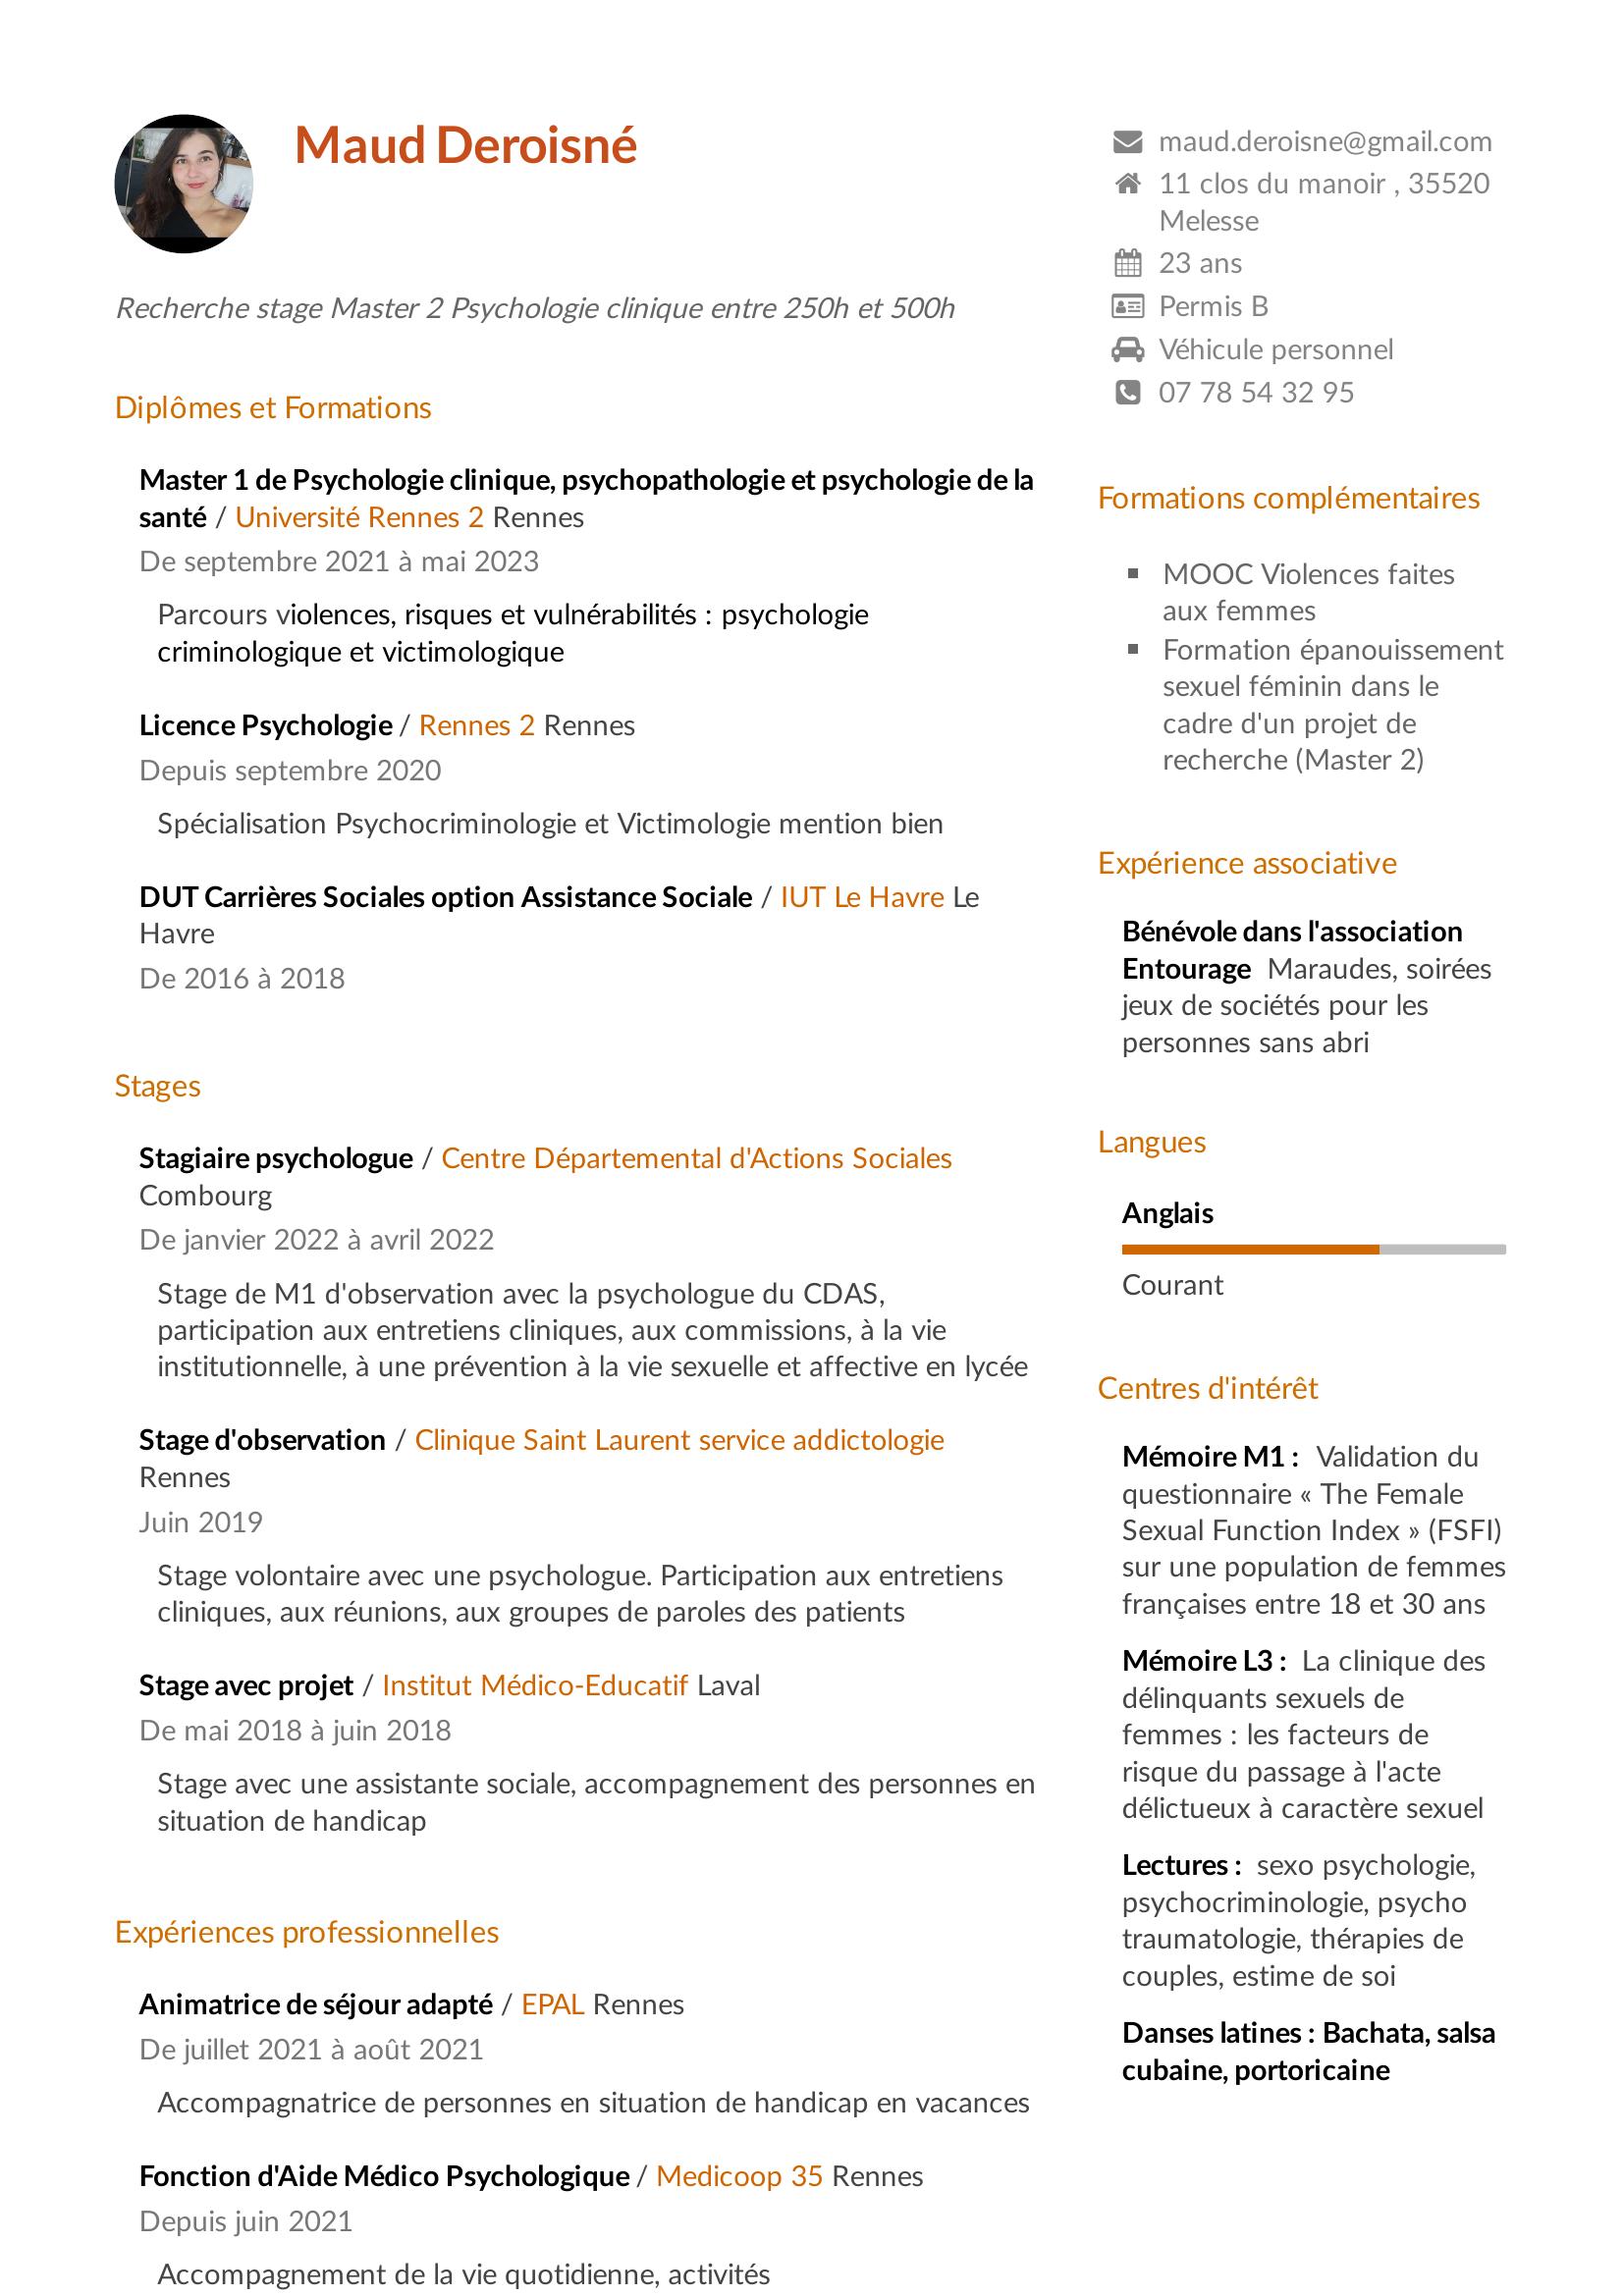 Maud Deroisné
Recherche stage Master 2 Psychologie clinique entre 250h et 500h
Diplômes et Formations
Master 1 de Psychologie clinique, psychopathologie et psychologie de la
santé / Université Rennes 2 Rennes
De septembre 2021 à mai 2023
Parcours violences, risques et vulnérabilités : psychologie
criminologique et victimologique
Licence Psychologie / Rennes 2 Rennes
Depuis septembre 2020
Spécialisation Psychocriminologie et Victimologie mention bien
DUT Carrières Sociales option Assistance Sociale / IUT Le Havre Le
Havre
De 2016 à 2018
Stages
Stagiaire psychologue / Centre Départemental d'Actions Sociales
Combourg
De janvier 2022 à avril 2022
Stage de M1 d'observation avec la psychologue du CDAS,
participation aux entretiens cliniques, aux commissions, à la vie
institutionnelle, à une prévention à la vie sexuelle et affective en lycée
Stage d'observation / Clinique Saint Laurent service addictologie
Rennes
Juin 2019
Stage volontaire avec une psychologue. Participation aux entretiens
cliniques, aux réunions, aux groupes de paroles des patients
Stage avec projet / Institut Médico-Educatif Laval
De mai 2018 à juin 2018
Stage avec une assistante sociale, accompagnement des personnes en
situation de handicap
Expériences professionnelles
Animatrice de séjour adapté / EPAL Rennes
De juillet 2021 à août 2021
Accompagnatrice de personnes en situation de handicap en vacances
Fonction d'Aide Médico Psychologique / Medicoop 35 Rennes
Depuis juin 2021
Accompagnement de la vie quotidienne, activités
maud.deroisne@gmail.com
11 clos du manoir , 35520
Melesse
23 ans
Permis B
Véhicule personnel
07 78 54 32 95
Formations complémentaires
▪ MOOC Violences faites
aux femmes
▪ Formation épanouissement
sexuel féminin dans le
cadre d'un projet de
recherche (Master 2)
Expérience associative
Bénévole dans l'association
Entourage Maraudes, soirées
jeux de sociétés pour les
personnes sans abri
Langues
Anglais
Courant
Centres d'intérêt
Mémoire M1 : Validation du
questionnaire « The Female
Sexual Function Index » (FSFI)
sur une population de femmes
françaises entre 18 et 30 ans
Mémoire L3 : La clinique des
délinquants sexuels de
femmes : les facteurs de
risque du passage à l'acte
délictueux à caractère sexuel
Lectures : sexo psychologie,
psychocriminologie, psycho
traumatologie, thérapies de
couples, estime de soi
Danses latines : Bachata, salsa
cubaine, portoricaine